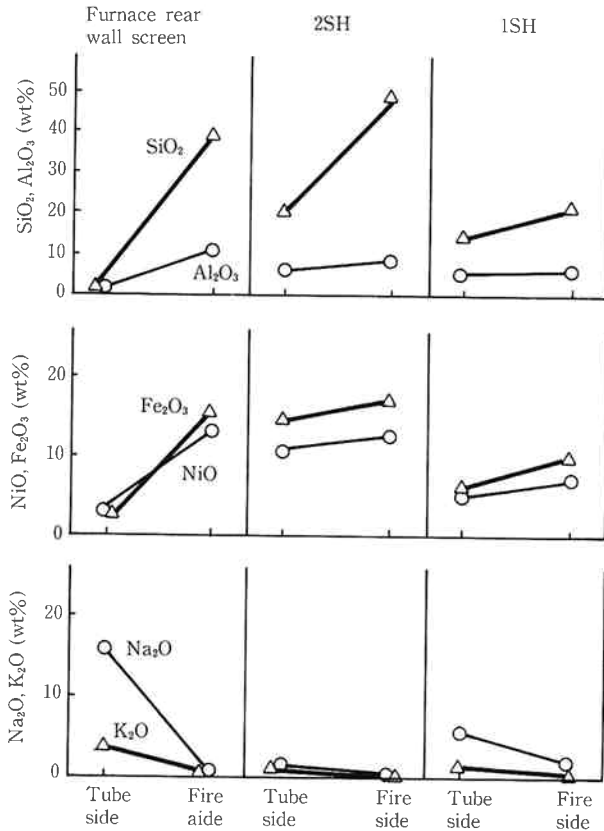 Furnace rear
wall screen
2SH
1SH
SiO₂, Al₂O₃ (wt%)
50
40
30
20
10
0
SiO₂
Al₂O₃
NiO, Fe₂O₃ (wt%)
20
10
0
Fe₂O₃
NiO
Na₂O, K₂O (wt%)
20
10
0
Na₂O
K₂O
Tube
side
Fire
aide
Tube
side
Fire
side
Tube
side
Fire
side